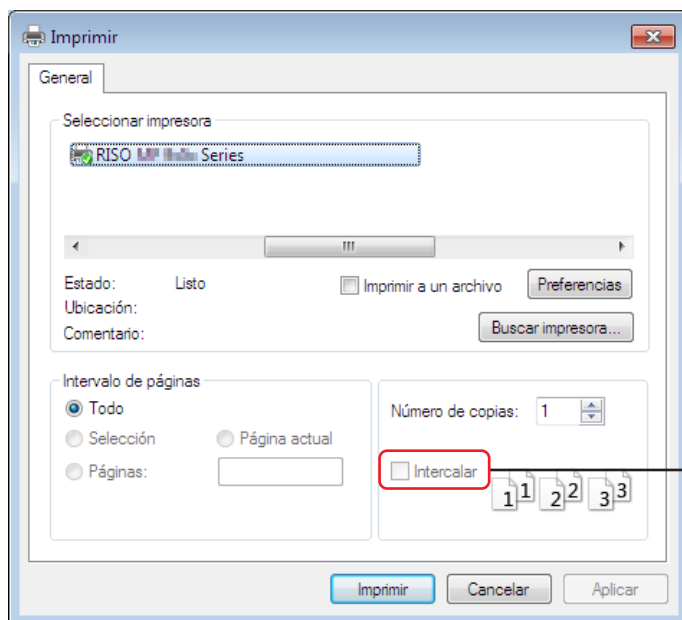 Imprimir
General
Seleccionar impresora
RISO Series
Estado: Listo
Imprimir a un archivo
Preferencias
Ubicación:
Comentario:
Buscar impresora...
Intervalo de páginas
Todo
Selección
Página actual
Páginas:
Número de copias: 1
Intercalar
1 1 2 2 3 3
Imprimir
Cancelar
Aplicar